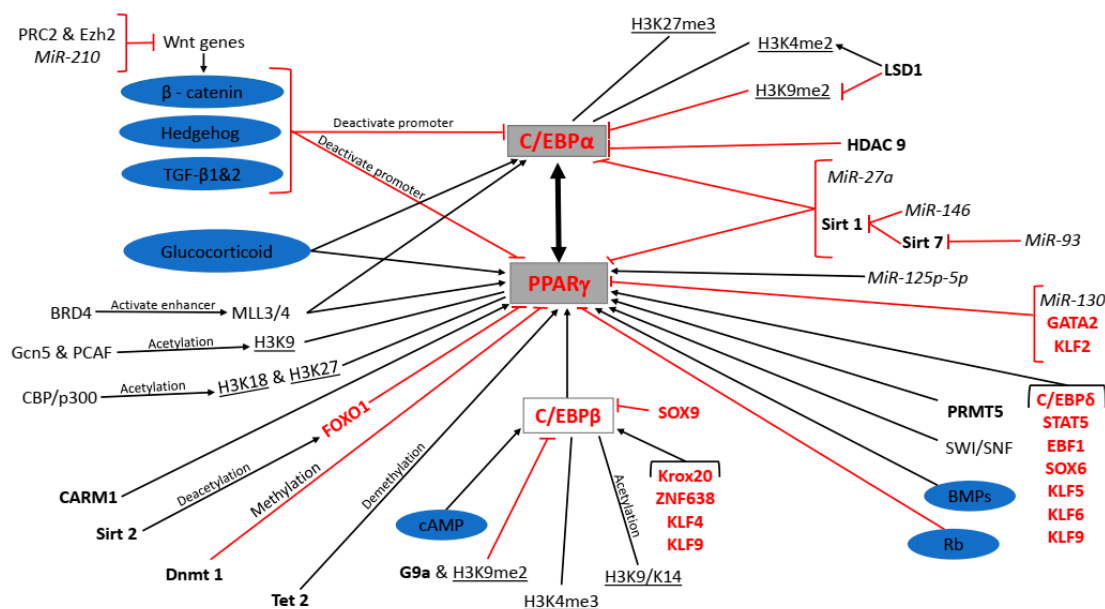 PRC2 & Ezh2
MiR-210
Wnt genes
β - catenin
Hedgehog
TGF-β1&2
Glucocorticoid
Deactivate promoter
Deactivate promoter
H3K27me3
H3K4me2
LSD1
H3K9me2
C/EBPα
HDAC 9
MiR-27a
MiR-146
Sirt 1
Sirt 7
MiR-93
PPARγ
MiR-125p-5p
MiR-130
GATA2
KLF2
BRD4
Activate enhancer
MLL3/4
Gcn5 & PCAF
Acetylation
H3K9
CBP/p300
Acetylation
H3K18 & H3K27
FOXO1
CARM1
Deacetylation
Sirt 2
Methylation
Dnmt 1
Demethylation
Tet 2
C/EBPβ
SOX9
cAMP
G9a & H3K9me2
H3K4me3
Acetylation
H3K9/K14
Krox20
ZNF638
KLF4
KLF9
PRMT5
SWI/SNF
BMPs
Rb
C/EBPδ
STAT5
EBF1
SOX6
KLF5
KLF6
KLF9